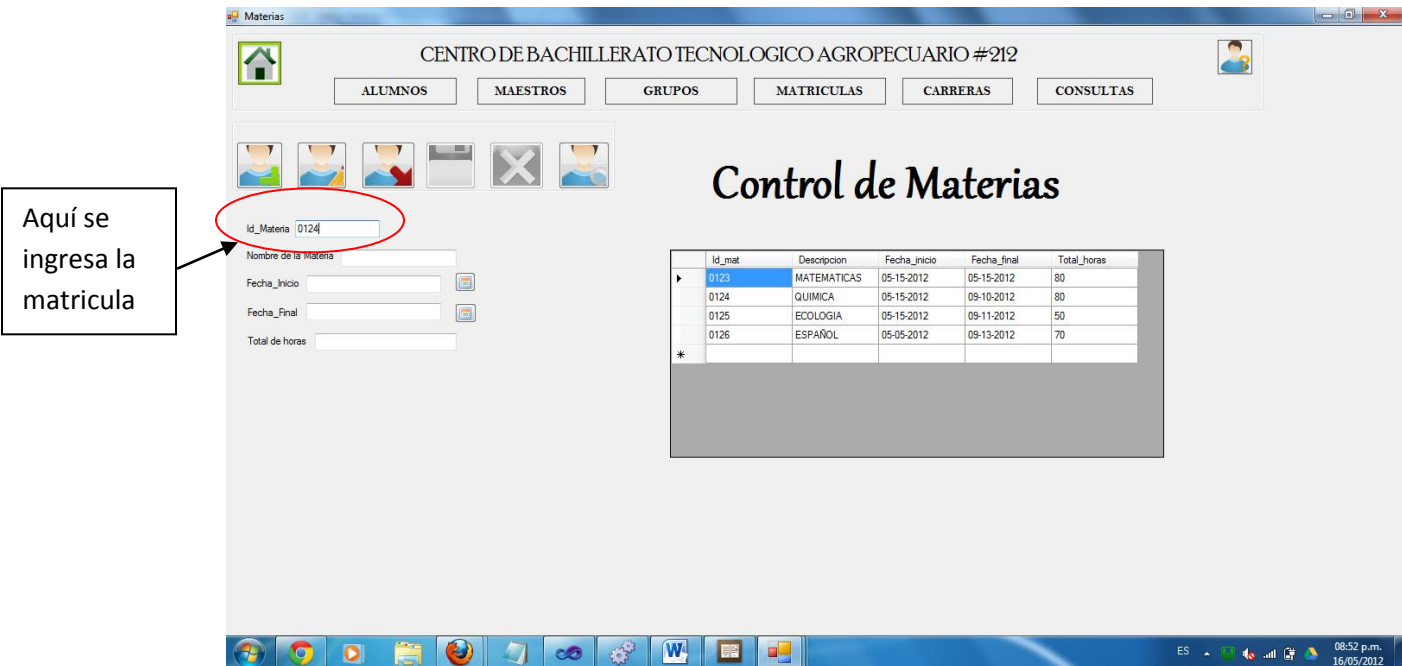 Materias
CENTRO DE BACHILLERATO TECNOLOGICO AGROPECUARIO #212
ALUMNOS MAESTROS GRUPOS MATRICULAS CARRERAS CONSULTAS
Control de Materias
Aquí se
ingresa la
matricula
Id_Materia 0124
Nombre de la Materia
Fecha_Inicio
Fecha_Final
Total de horas
Id_mat Descripcion Fecha_inicio Fecha_final Total_horas
0123 MATEMATICAS 05-15-2012 05-15-2012 80
0124 QUIMICA 05-15-2012 09-10-2012 80
0125 ECOLOGIA 05-15-2012 09-11-2012 50
0126 ESPAÑOL 05-05-2012 09-13-2012 70
ES
08:52 p.m.
16/05/2012